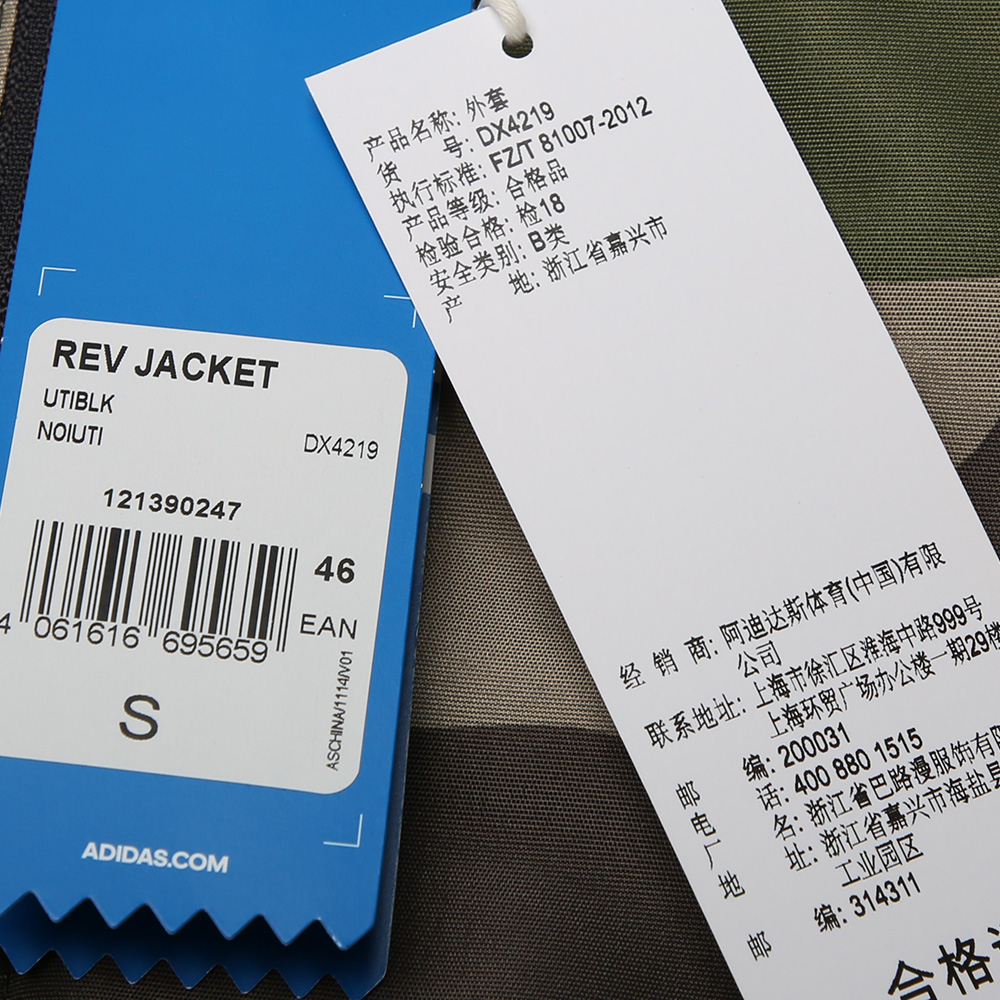 REV JACKET
UTIBLK
NOIUTI
DX4219
121390247
46
EAN
4 061616 695659
S
ASCHINA/1114/V01
ADIDAS.COM
产品名称: 外套
货 号: DX4219
执行标准: FZ/T 81007-2012
产品等级: 合格品
检验合格: 检18
安全类别: B类
产 地: 浙江省嘉兴市
经 销 商: 阿迪达斯体育(中国)有限
公司
联系地址: 上海市徐汇区淮海中路999号
上海环贸广场办公楼一期29楼
邮 编: 200031
电 话: 400 880 1515
厂 名: 浙江省巴路漫服饰有限
地 址: 浙江省嘉兴市海盐县
工业园区
邮 编: 314311
合格